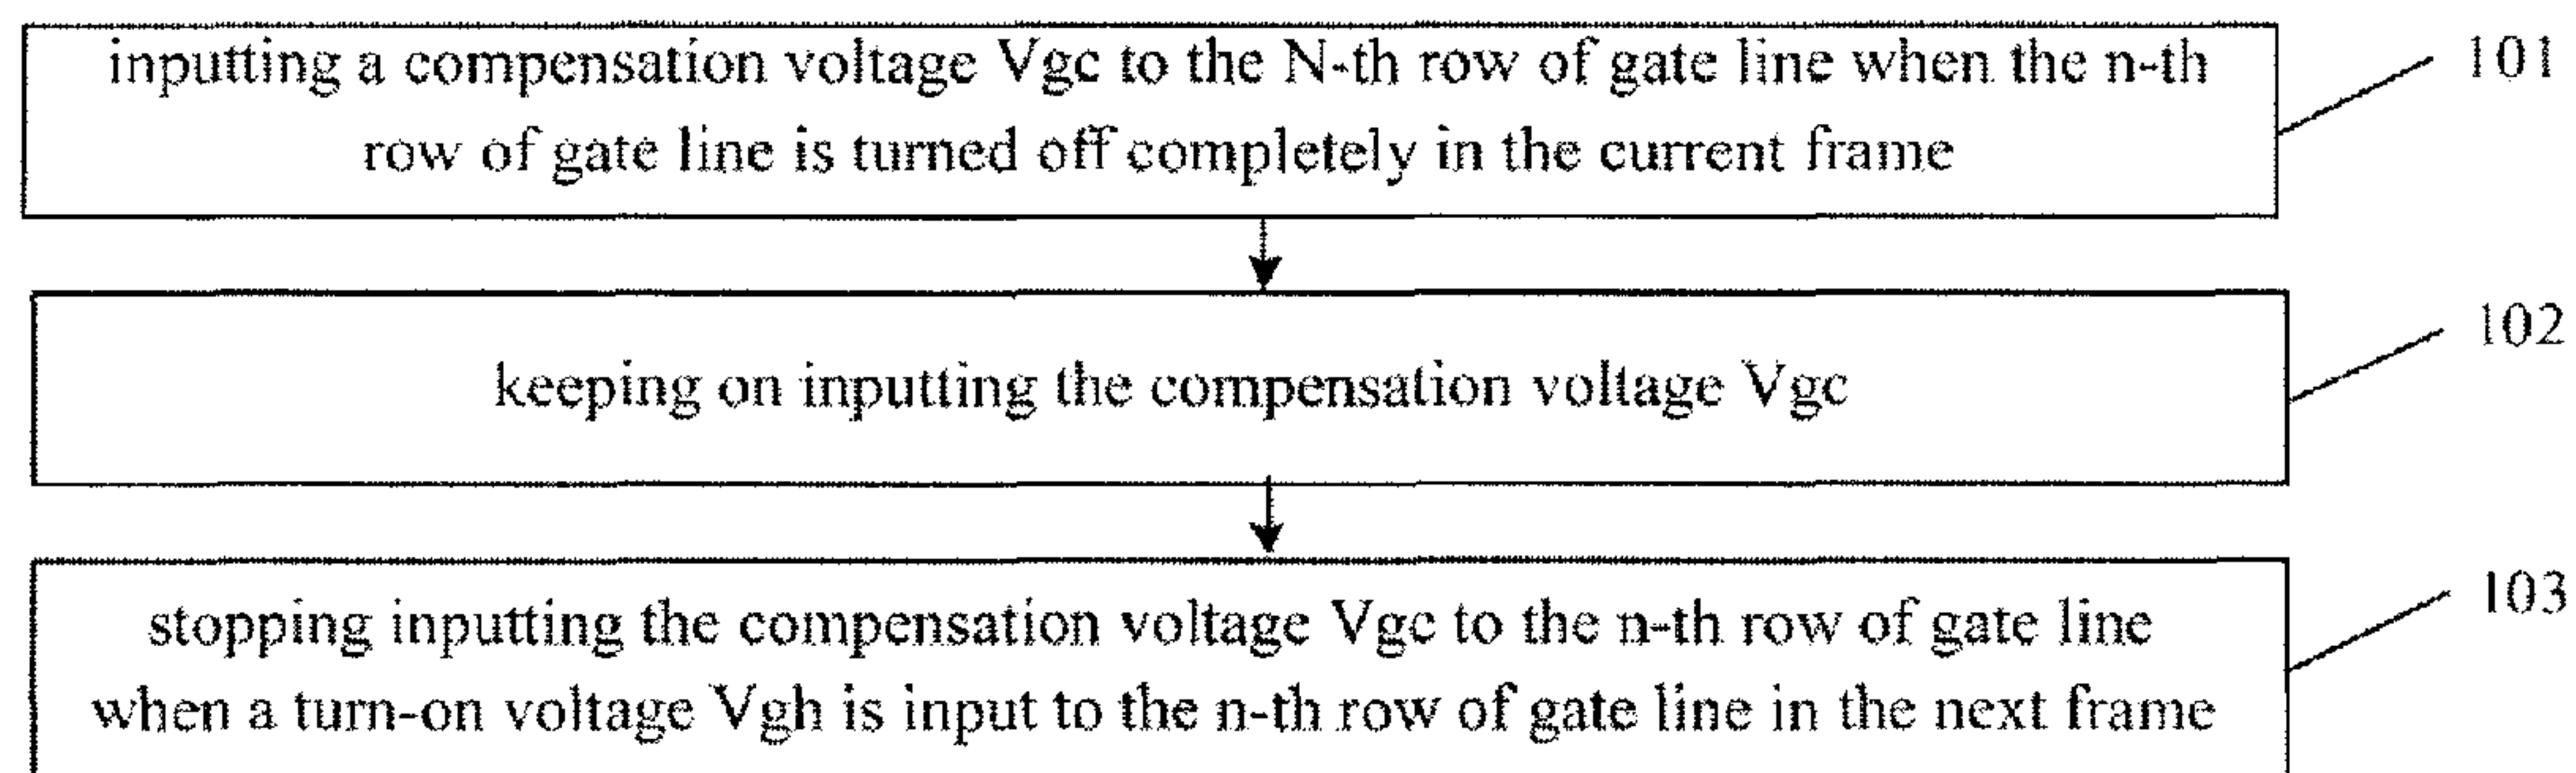 inputting a compensation voltage Vgc to the N-th row of gate line when the n-th
row of gate line is turned off completely in the current frame
101
keeping on inputting the compensation voltage Vgc
102
stopping inputting the compensation voltage Vgc to the n-th row of gate line
when a turn-on voltage Vgh is input to the n-th row of gate line in the next frame
103